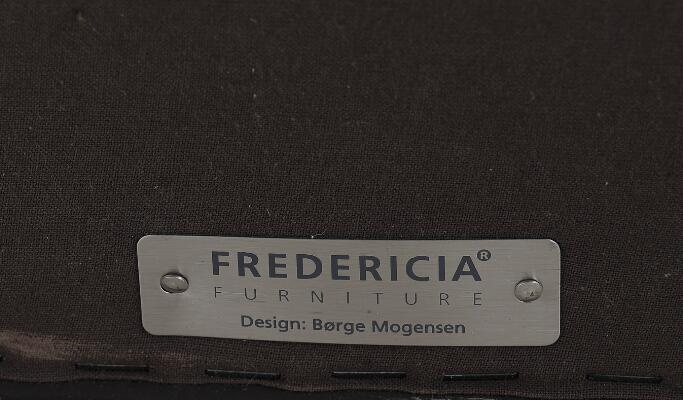 FREDERICIA®
FURNITURE
Design: Børge Mogensen